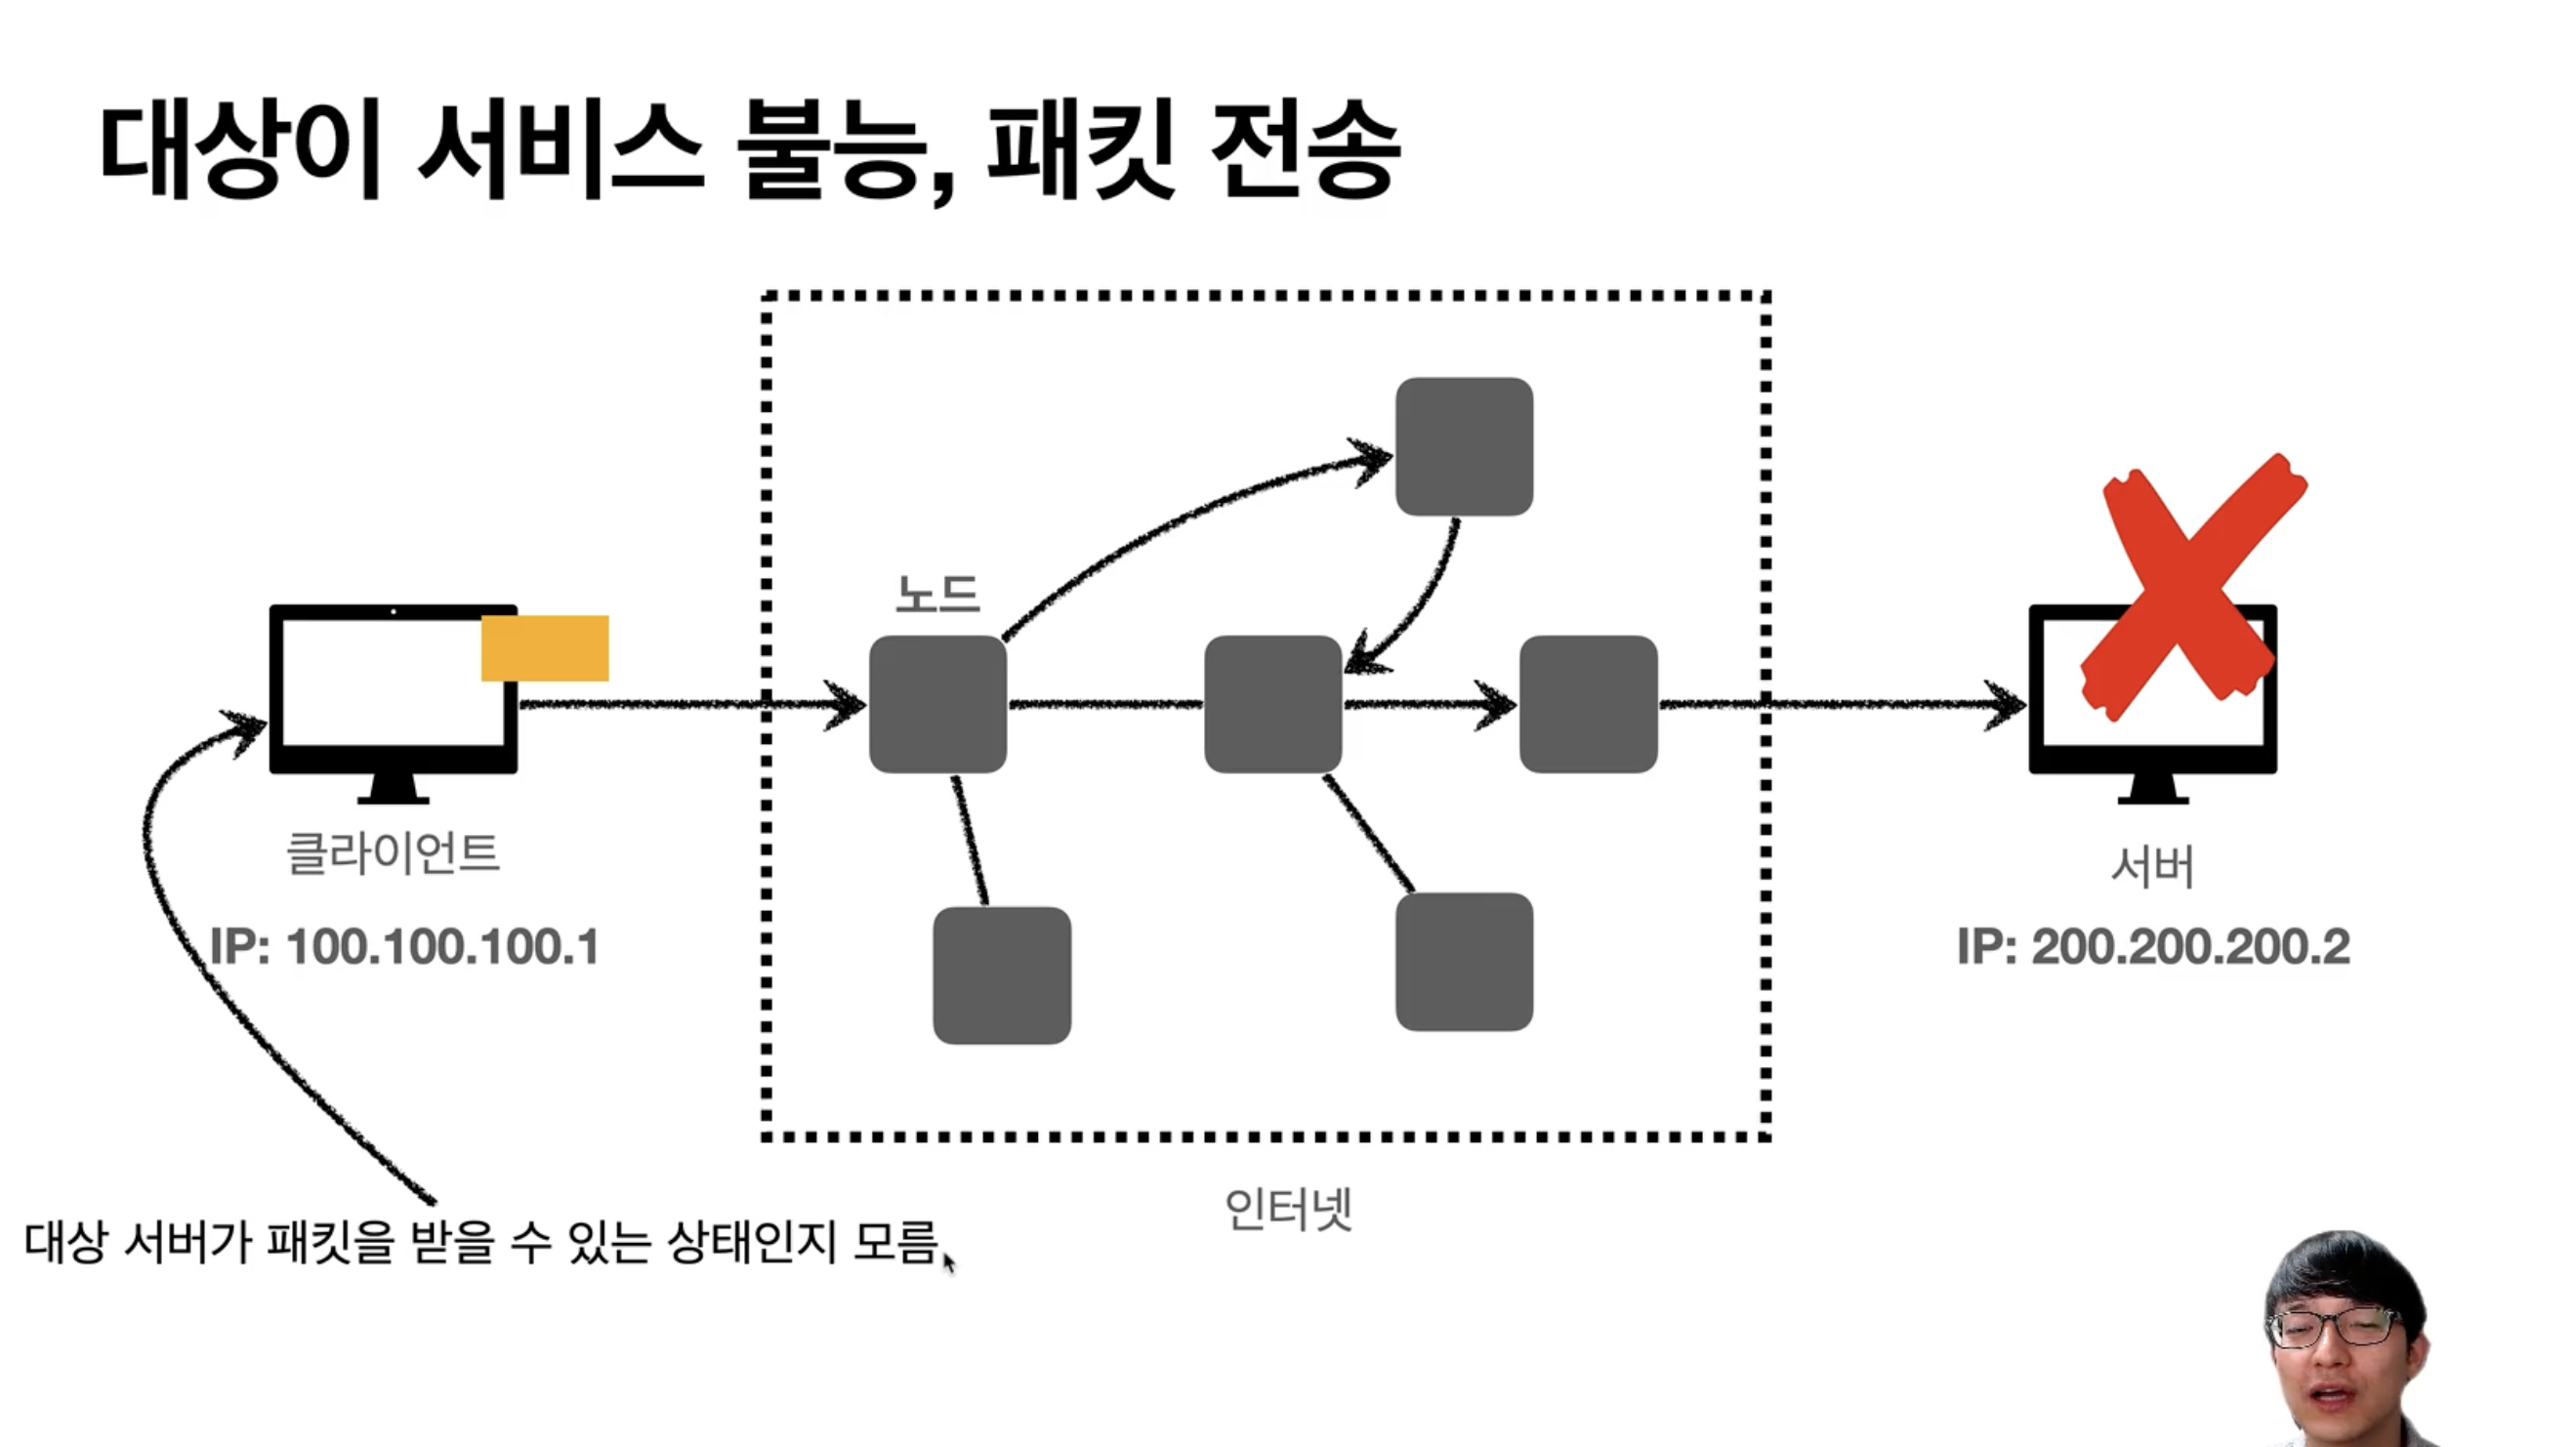 대상이 서비스 불능, 패킷 전송
노드
클라이언트
IP: 100.100.100.1
서버
IP: 200.200.200.2
인터넷
대상 서버가 패킷을 받을 수 있는 상태인지 모름